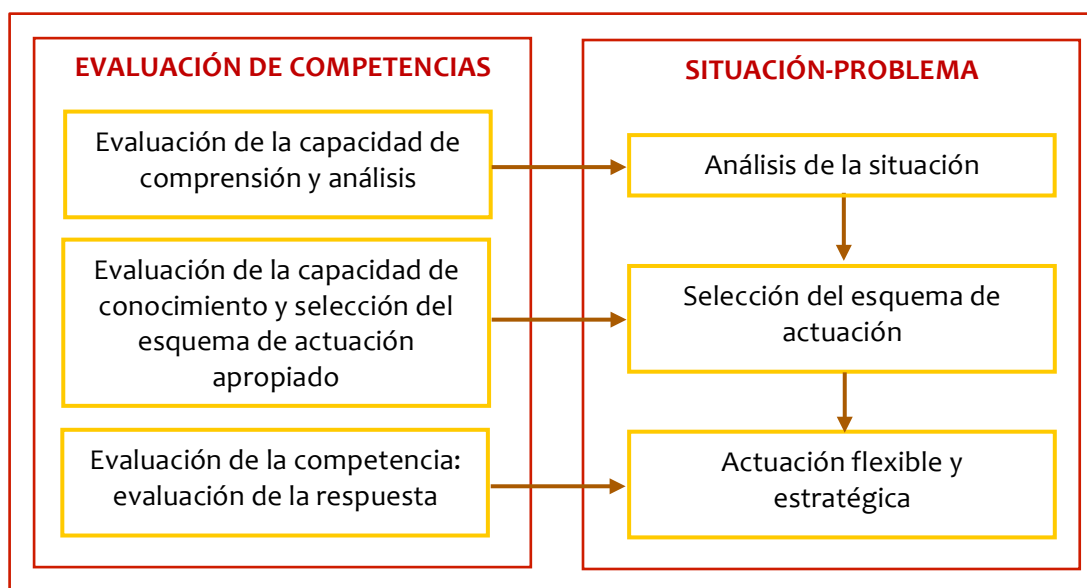 EVALUACIÓN DE COMPETENCIAS
Evaluación de la capacidad de
comprensión y análisis
Evaluación de la capacidad de
conocimiento y selección del
esquema de actuación
apropiado
Evaluación de la competencia:
evaluación de la respuesta
SITUACIÓN-PROBLEMA
Análisis de la situación
Selección del esquema de
actuación
Actuación flexible y
estratégica